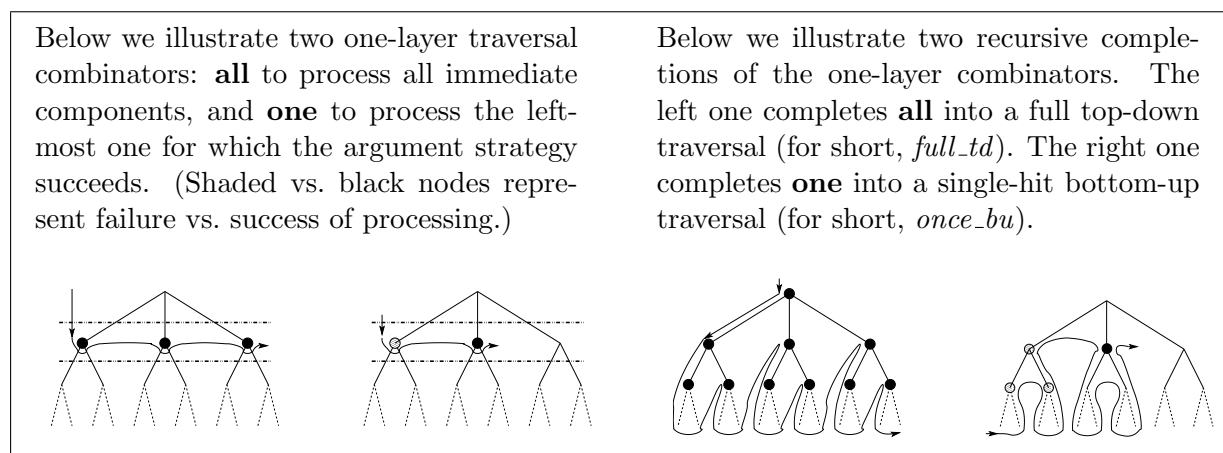 Below we illustrate two one-layer traversal
combinators: all to process all immediate
components, and one to process the left-
most one for which the argument strategy
succeeds. (Shaded vs. black nodes repre-
sent failure vs. success of processing.)
Below we illustrate two recursive comple-
tions of the one-layer combinators. The
left one completes all into a full top-down
traversal (for short, full_td). The right one
completes one into a single-hit bottom-up
traversal (for short, once_bu).